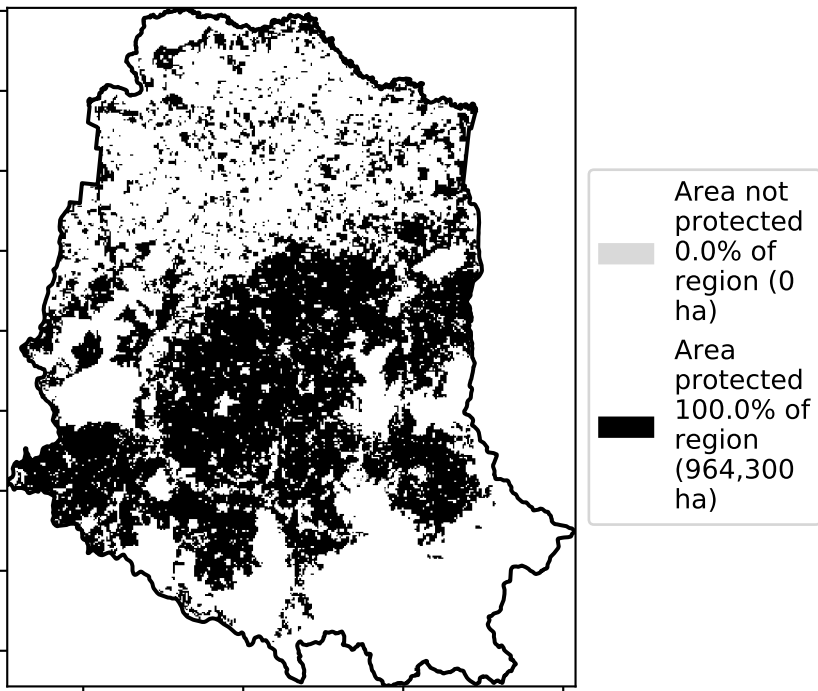 Area not
protected
0.0% of
region (0
ha)
Area
protected
100.0% of
region
(964,300
ha)